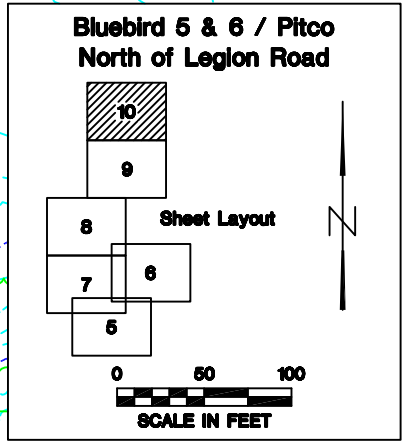 Bluebird 5 & 6 / Pitco
North of Legion Road
10
9
8
Sheet Layout
6
7
5
N
0 50 100
SCALE IN FEET